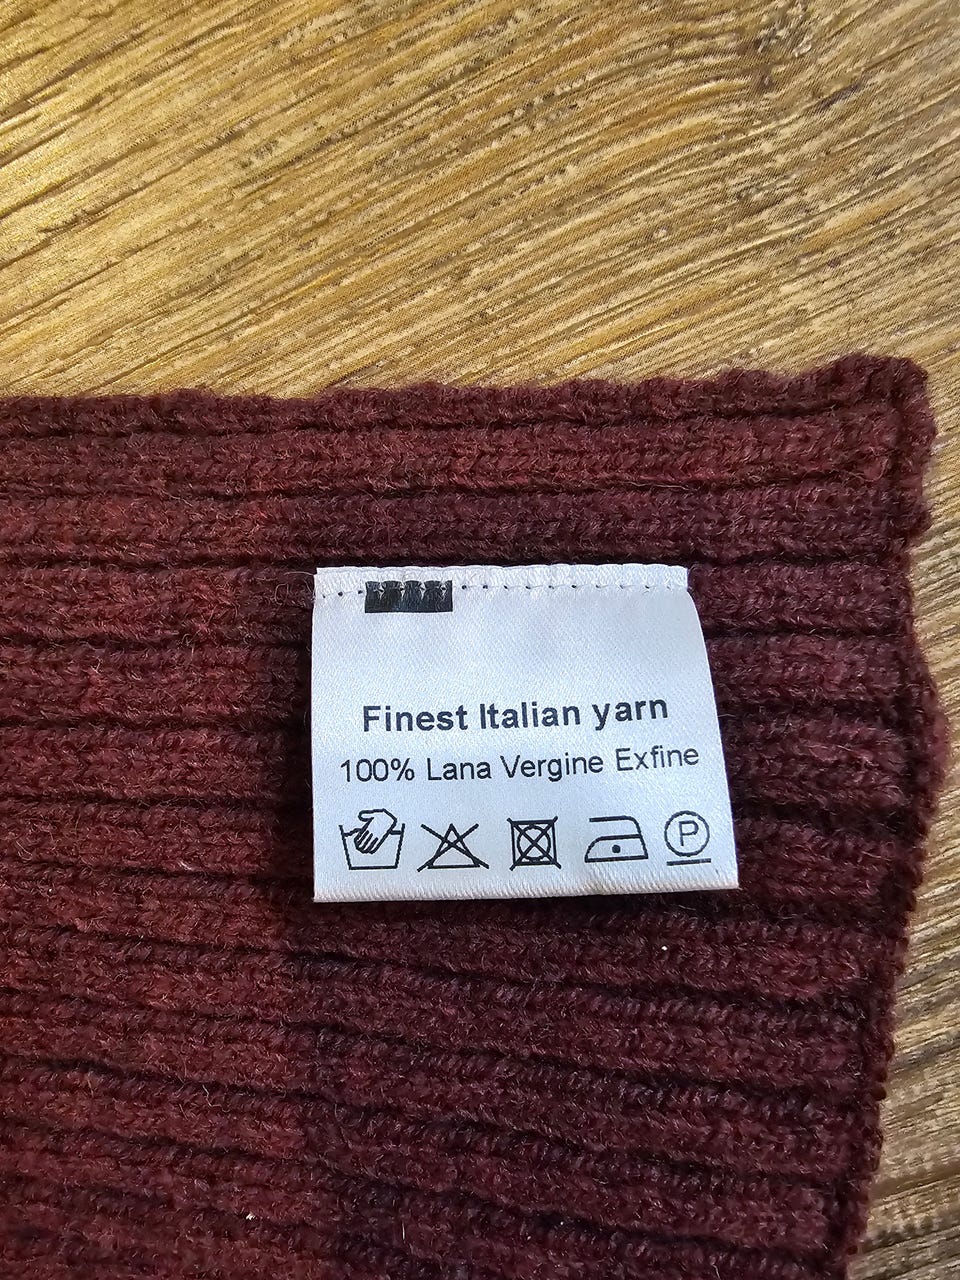 Finest Italian yarn
100% Lana Vergine Exfine
P